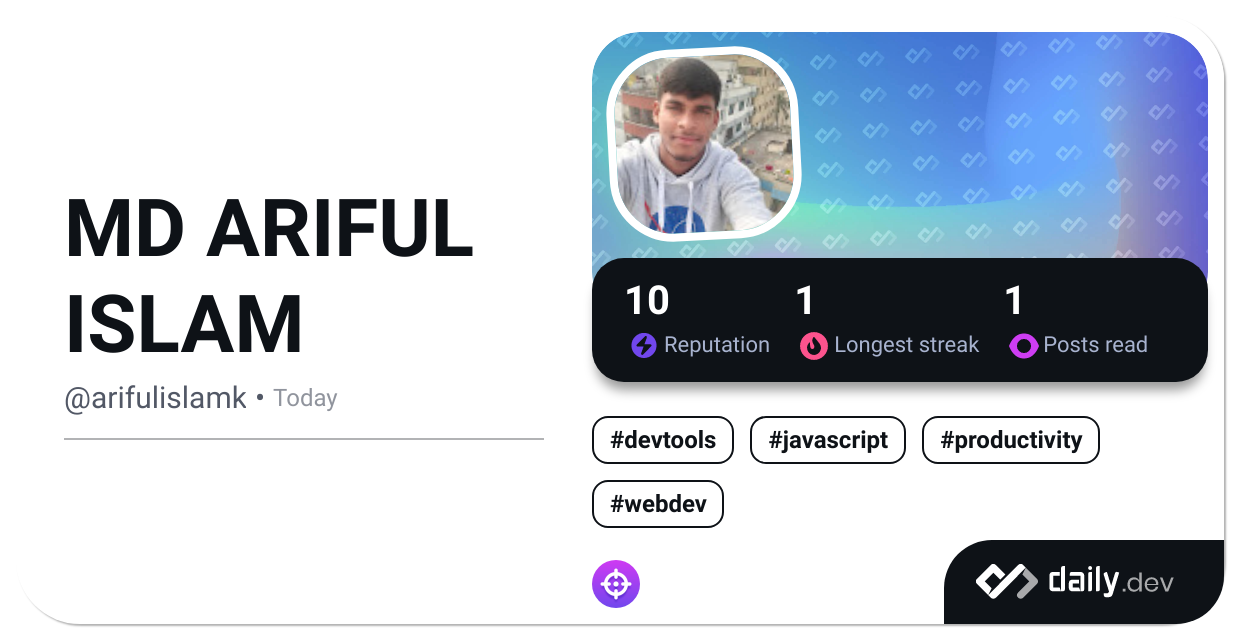 MD ARIFUL
ISLAM
@arifulislamk • Today
10 1 1
Reputation Longest streak Posts read
#devtools #javascript #productivity
#webdev
daily.dev